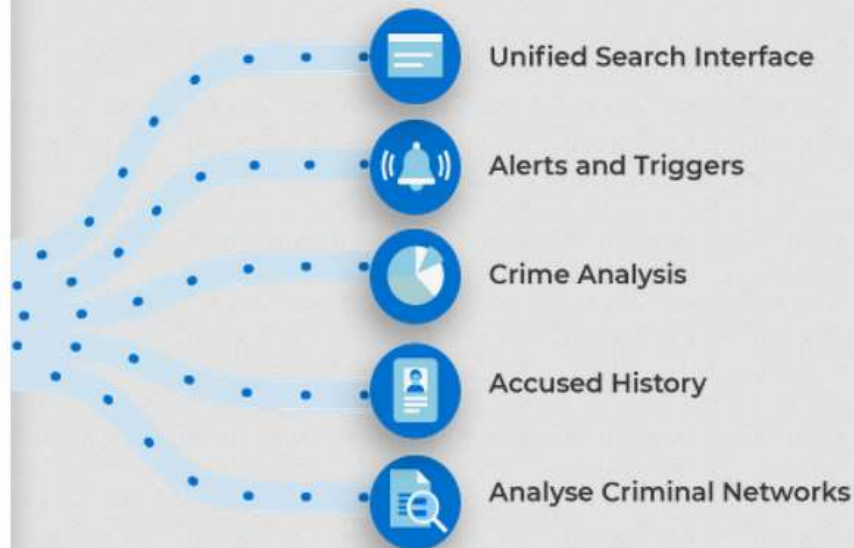 Unified Search Interface
Alerts and Triggers
Crime Analysis
Accused History
Analyse Criminal Networks